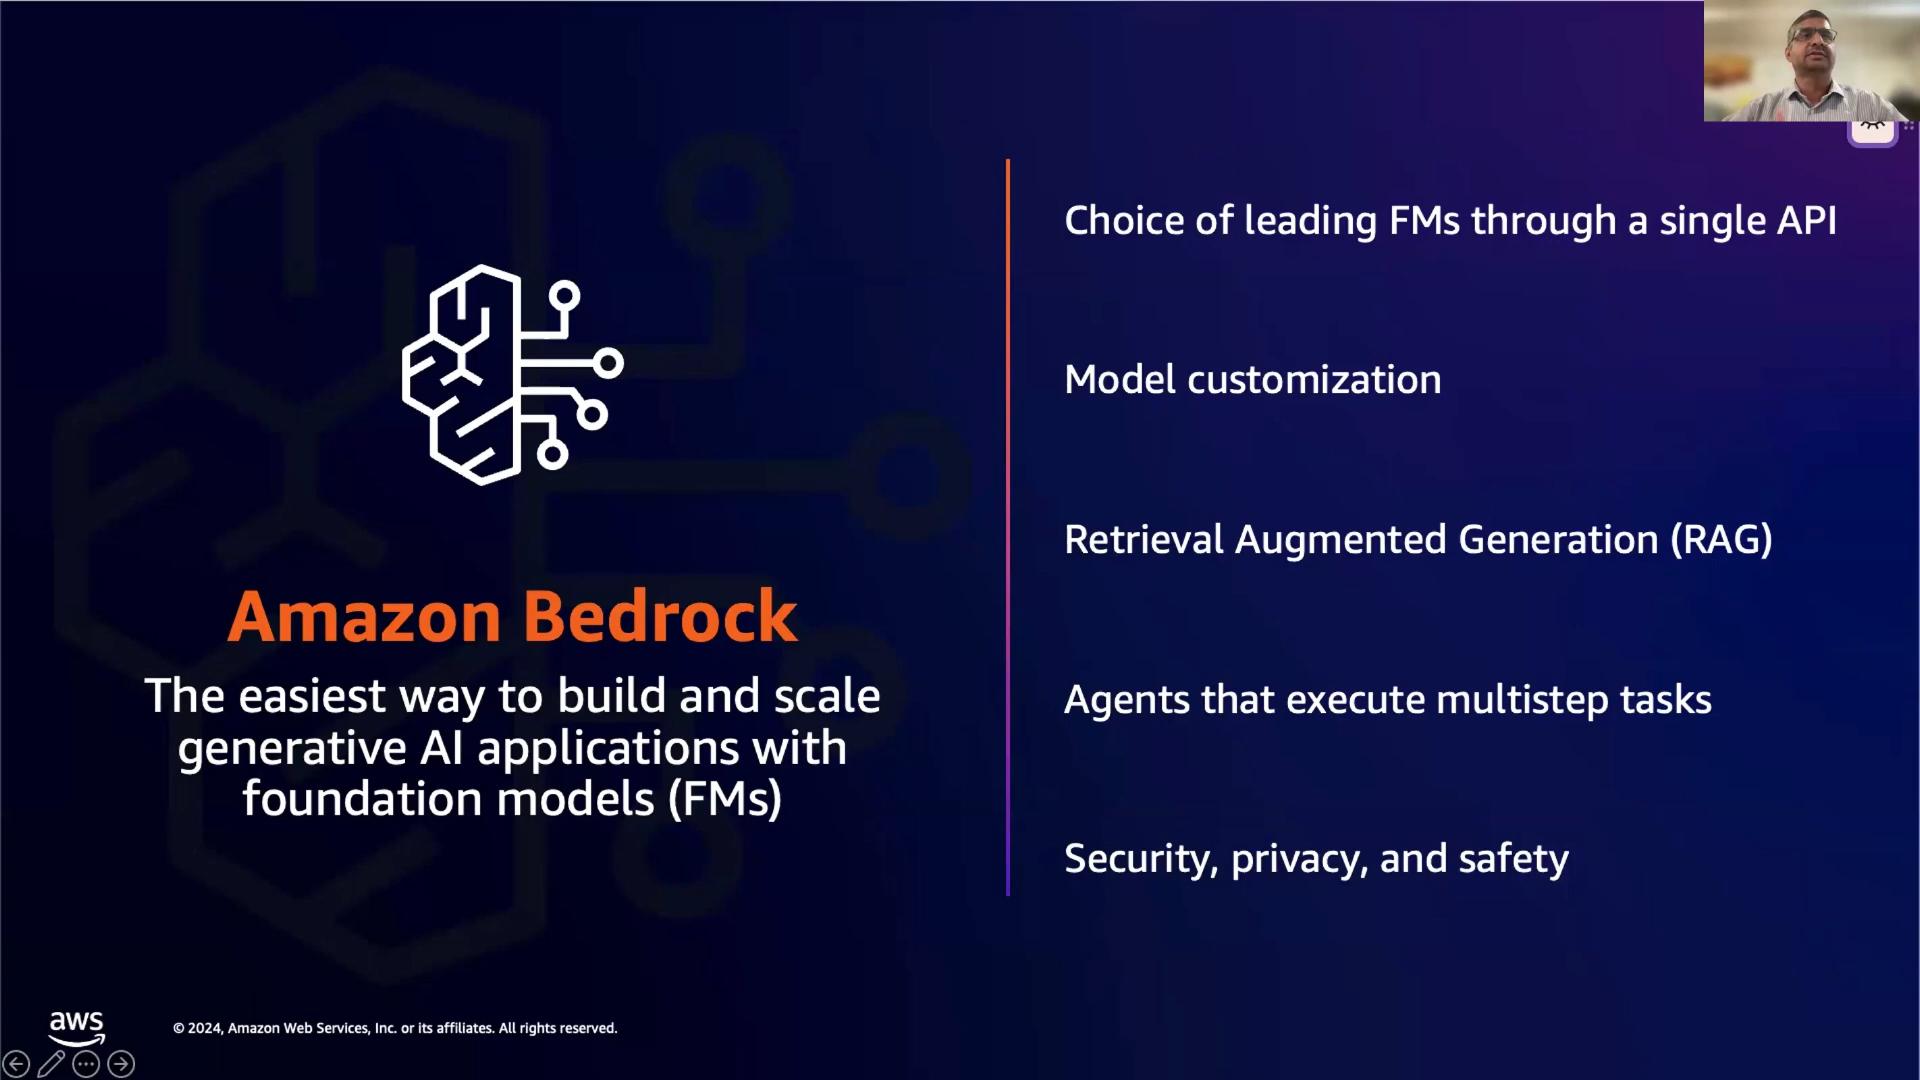 Amazon Bedrock
The easiest way to build and scale
generative AI applications with
foundation models (FMs)
Choice of leading FMs through a single API
Model customization
Retrieval Augmented Generation (RAG)
Agents that execute multistep tasks
Security, privacy, and safety
aws
© 2024, Amazon Web Services, Inc. or its affiliates. All rights reserved.